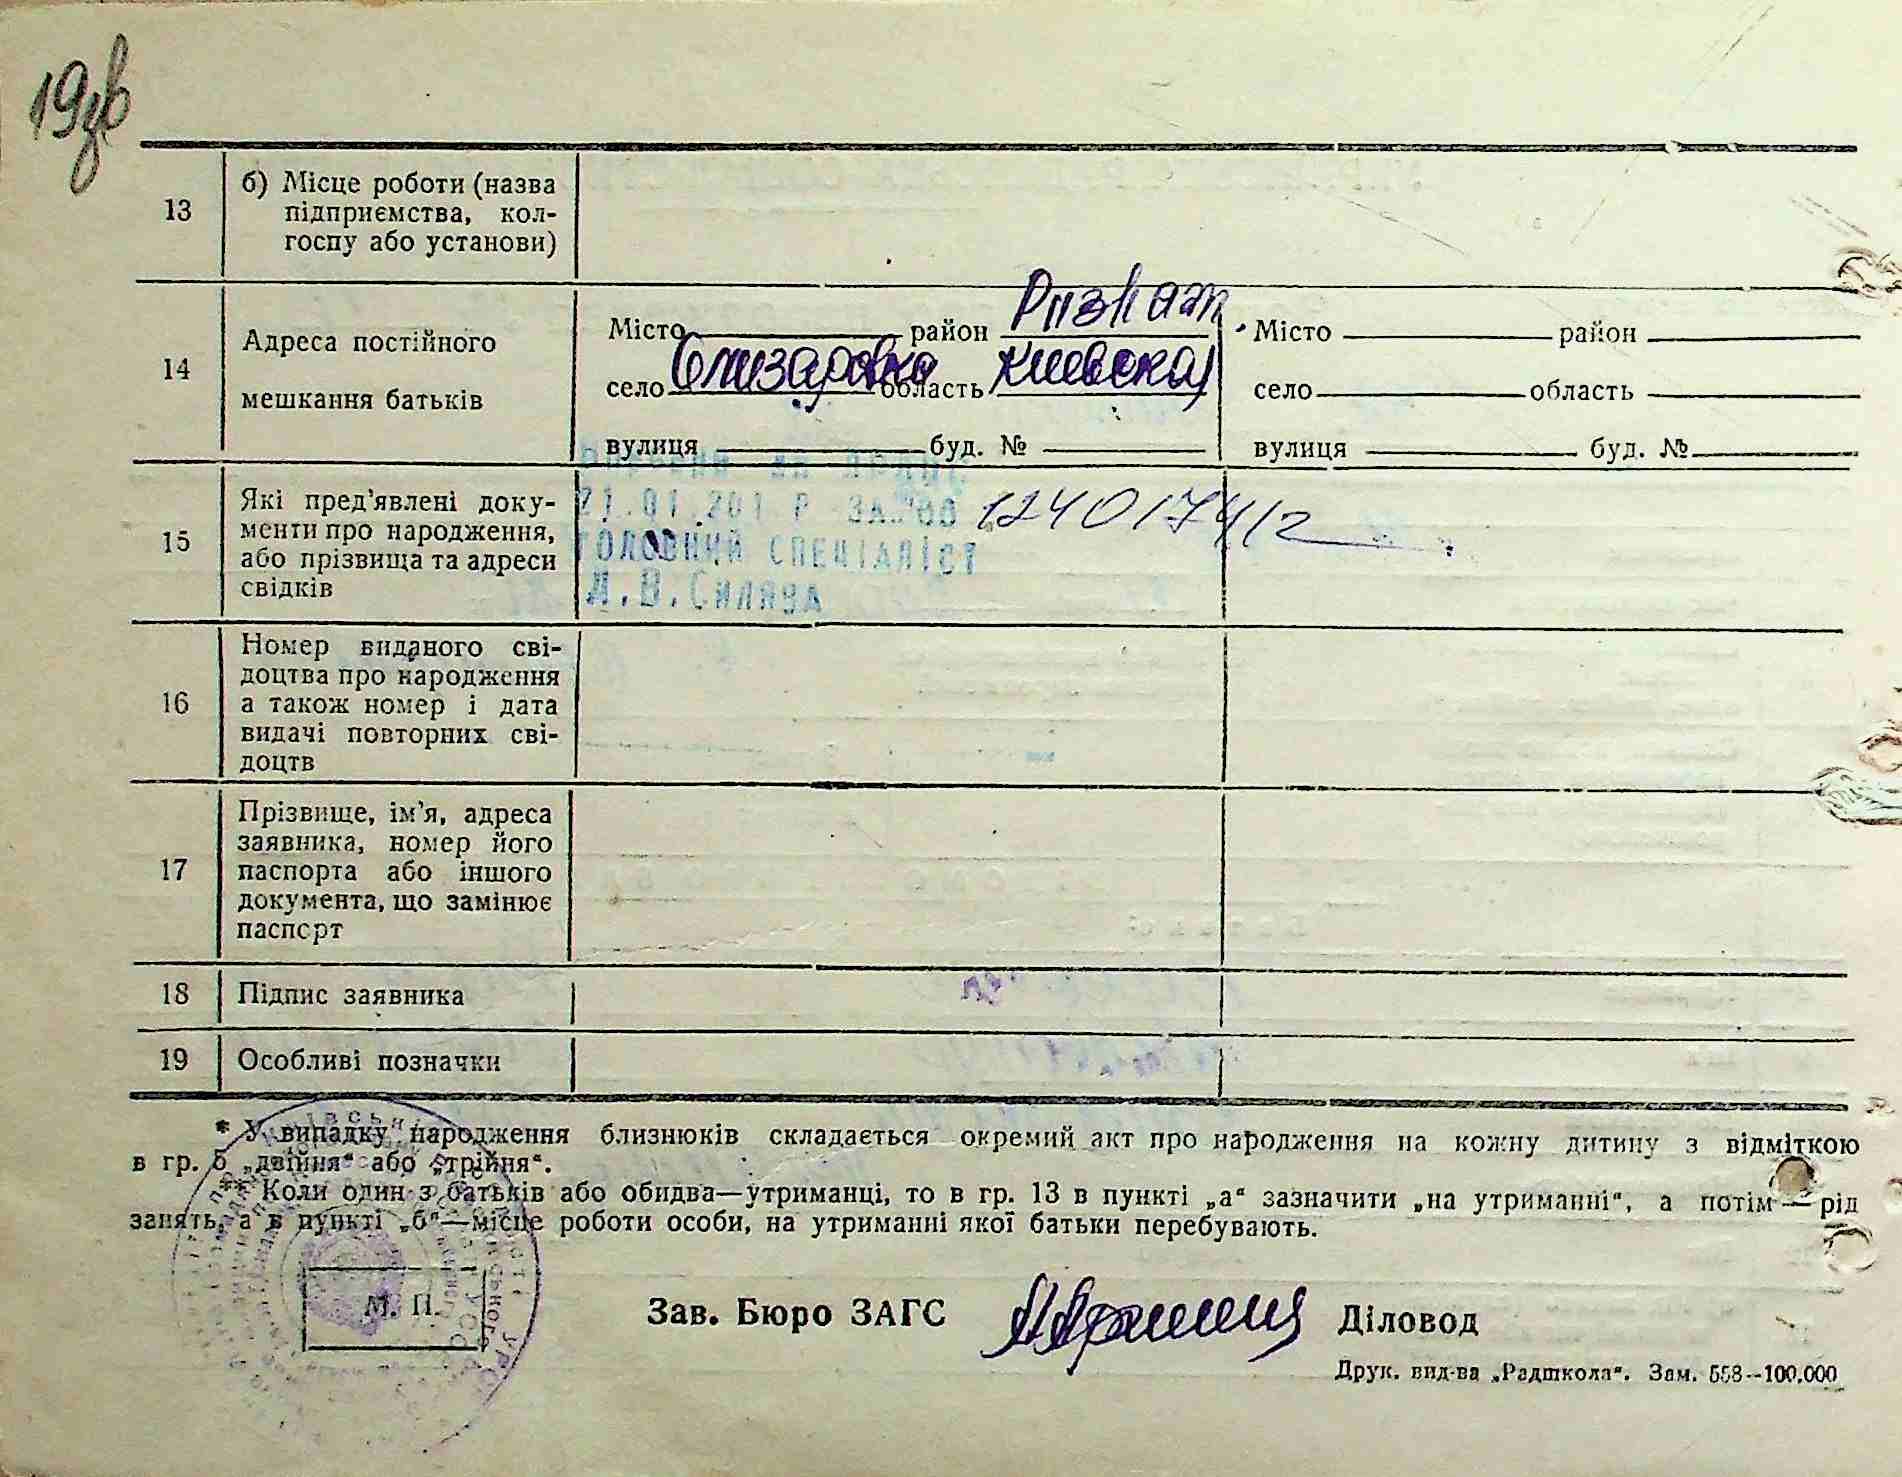 19зв
13 б) Місце роботи (назва
підприємства, кол-
госпу або установи)
14 Адреса постійного
мешкання батьків
Місто район
село Єлизаровка область Киевская
вулиця буд. №
Місто район
село область
вулиця буд. №
15 Які пред'явлені доку-
менти про народження,
або прізвища та адреси
свідків
21.01.201 Р ЗА
ГОЛОВНИЙ СПЕЦІАЛІСТ
1240174/2
16 Номер виданого сві-
доцтва про народження
а також номер і дата
видачі повторних сві-
доцтв
17 Прізвище, ім'я, адреса
заявника, номер його
паспорта або іншого
документа, що замінює
паспорт
18 Підпис заявника
19 Особливі позначки
* У випадку народження близнюків складається окремий акт про народження на кожну дитину з відміткою
в гр. 5 „двійня“ або „трійня“.
** Коли один з батьків або обидва—утриманці, то в гр. 13 в пункті „а“ зазначити „на утриманні“, а потім — рід
занять, а в пункті „б“—місце роботи особи, на утриманні якої батьки перебувають.
М. П.
Зав. Бюро ЗАГС Діловод
Друк. вид-ва „Радшкола“. Зам. 558--100.000